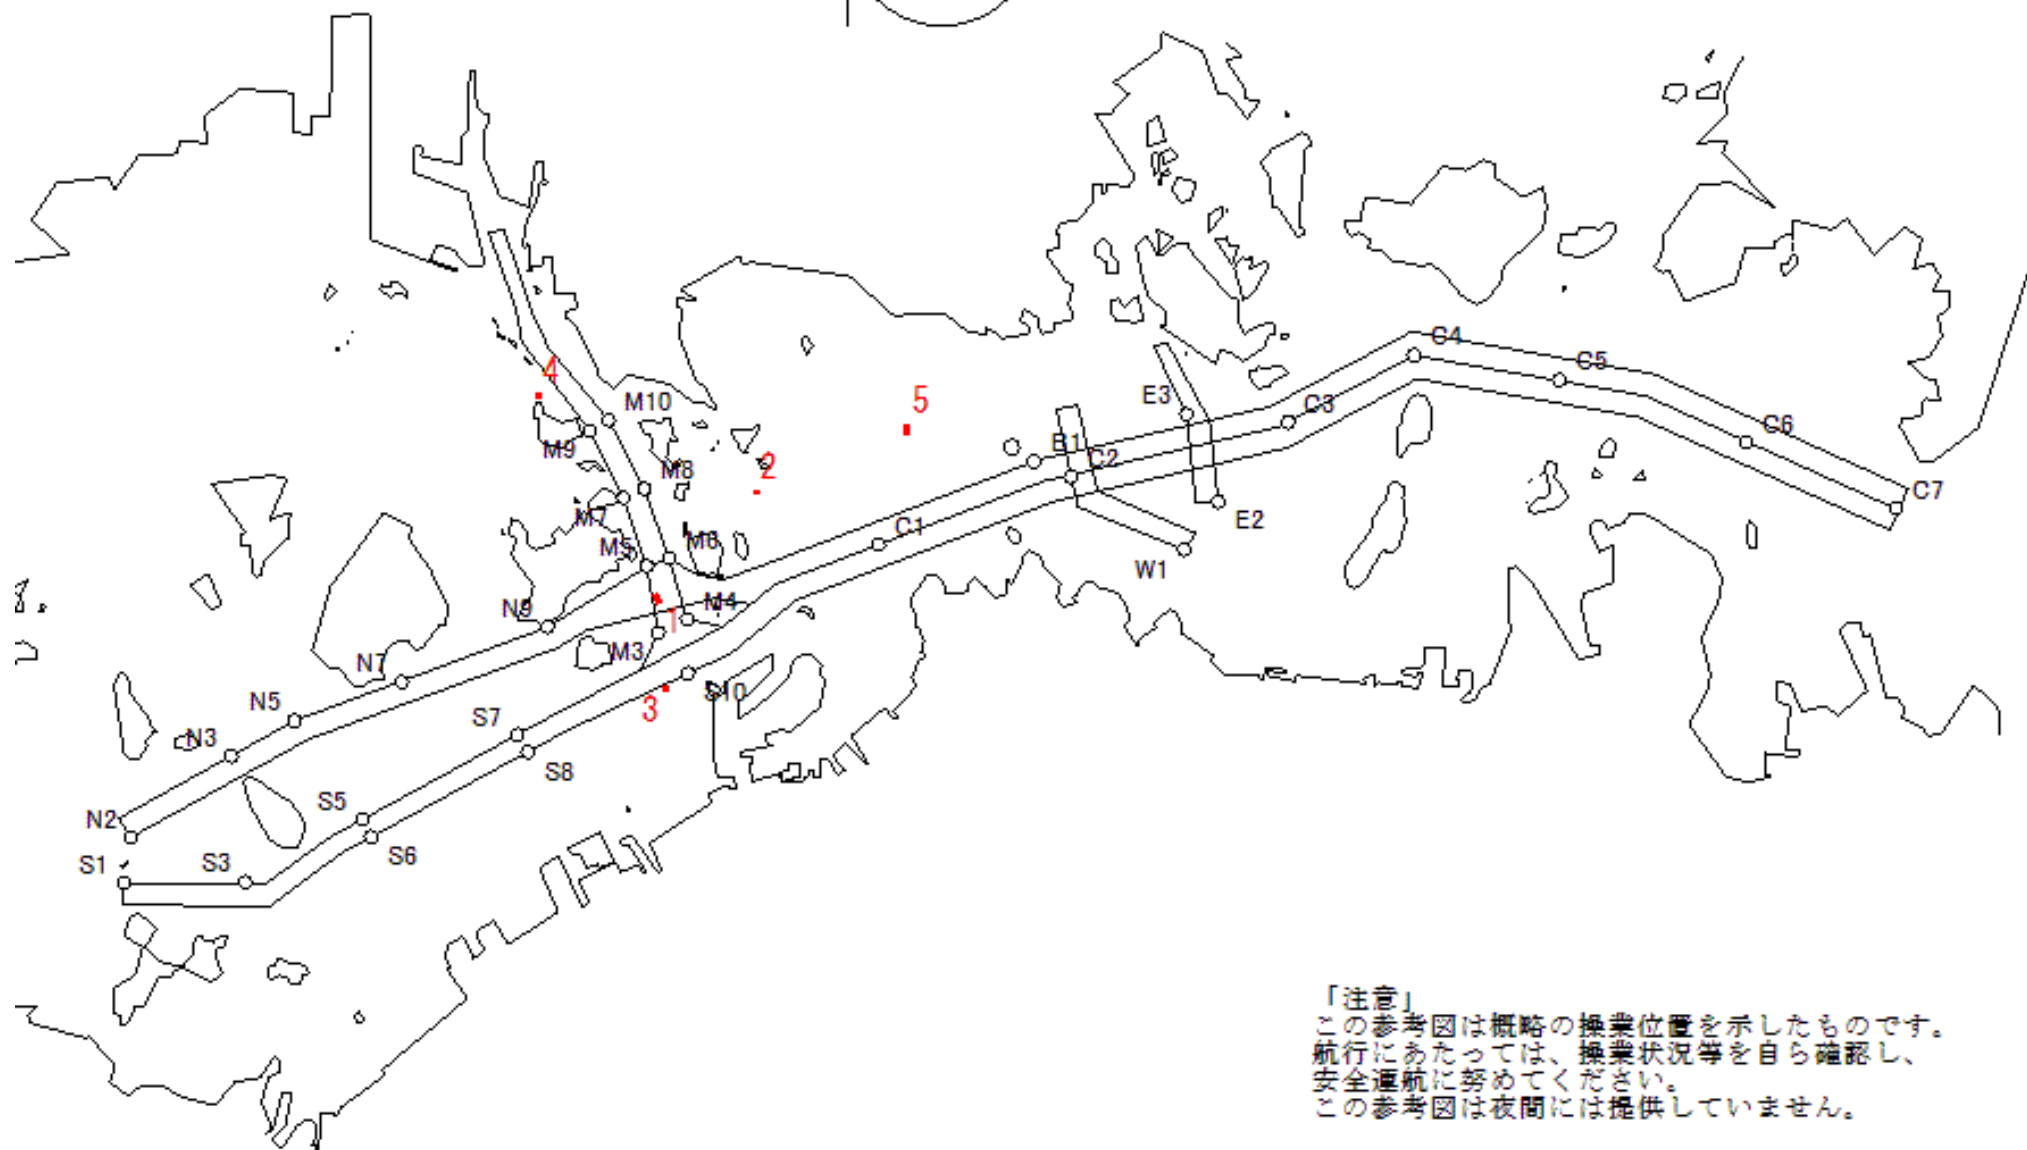 C4
C5
4
E3
5
M10
C3
C6
B1
M9
C2
M8
2
C7
M7
E2
C1
M6
M5
W1
N9
M4
1
M3
N7
S10
N5
3
S7
N3
S8
S5
N2
S6
S1
S3
「注意」
この参考図は概略の操業位置を示したものです。
航行にあたっては、操業状況等を自ら確認し、
安全運航に努めてください。
この参考図は夜間には提供していません。